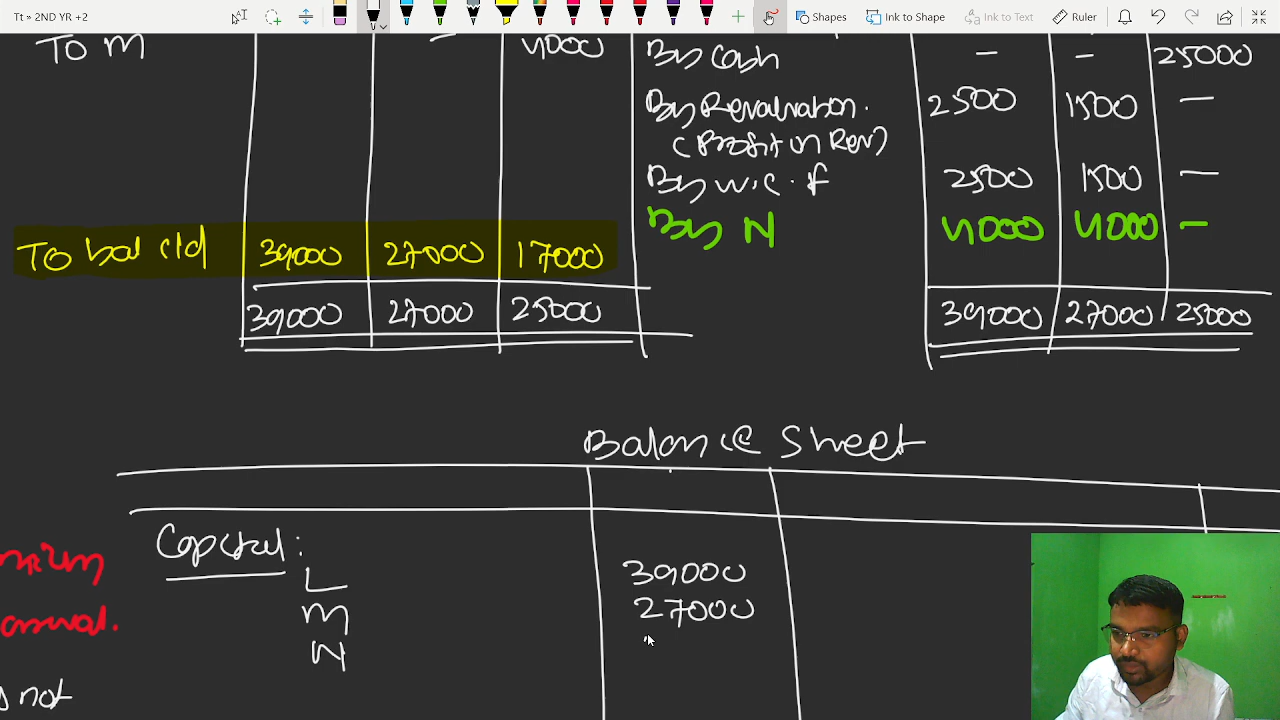 Tt » 2ND YR +2
Shapes Ink to Shape Ink to Text Ruler
To M - 4000 By Cash - - 25000
By Revaluation. 2500 1500 -
(Profit in Rev)
By W.C.F 2500 1500 -
By N 4000 4000 -
To bal c/d 39000 27000 17000
39000 27000 25000 39000 27000 25000
Balance Sheet
Capital:
L 39000
M 27000
N
not